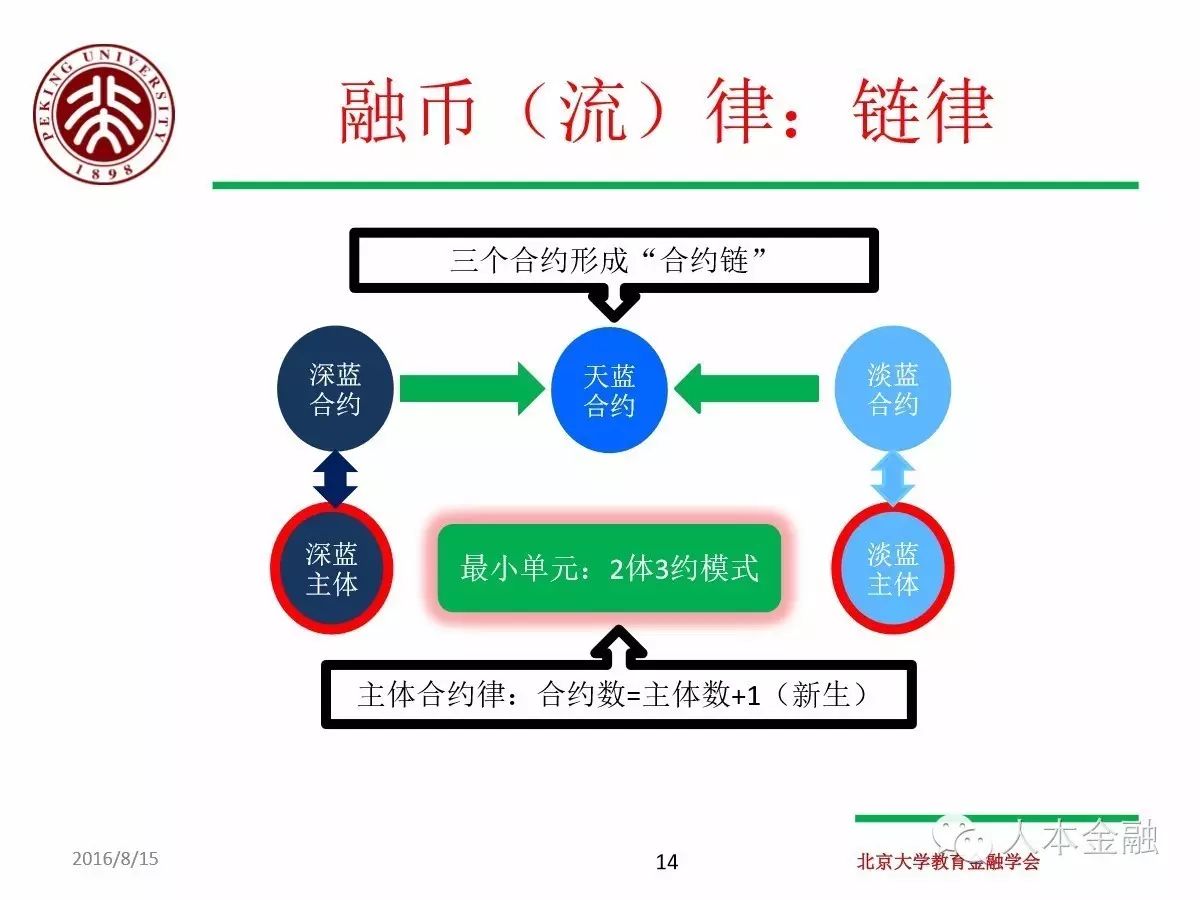 PEKING UNIVERSITY
1898
融币（流）律：链律
三个合约形成“合约链”
深蓝
合约
天蓝
合约
淡蓝
合约
深蓝
主体
最小单元：2体3约模式
淡蓝
主体
主体合约律：合约数=主体数+1（新生）
人本金融
2016/8/15
14
北京大学教育金融学会